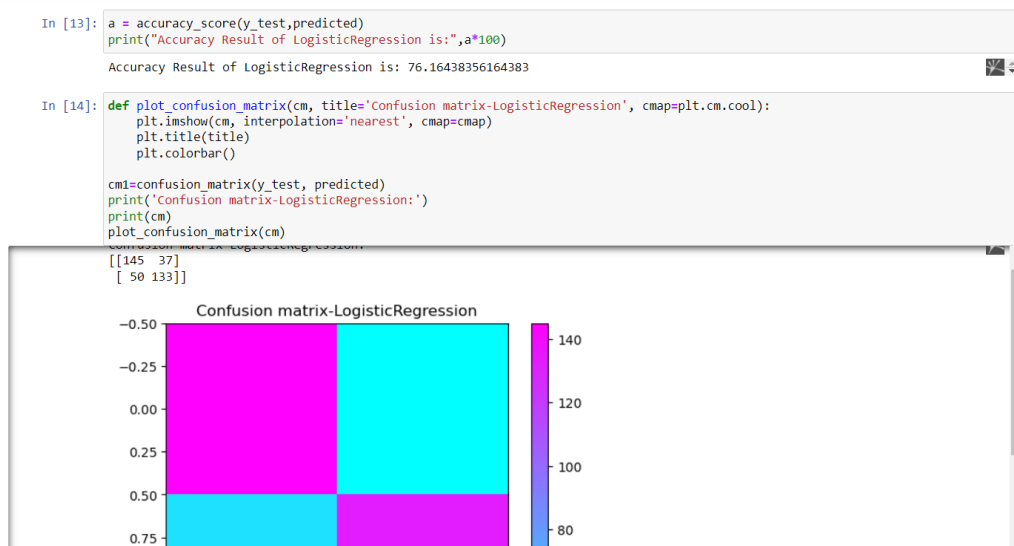 In [13]: a = accuracy_score(y_test,predicted)
print("Accuracy Result of LogisticRegression is:",a*100)
Accuracy Result of LogisticRegression is: 76.16438356164383
In [14]: def plot_confusion_matrix(cm, title='Confusion matrix-LogisticRegression', cmap=plt.cm.cool):
    plt.imshow(cm, interpolation='nearest', cmap=cmap)
    plt.title(title)
    plt.colorbar()
cm1=confusion_matrix(y_test, predicted)
print('Confusion matrix-LogisticRegression:')
print(cm)
plot_confusion_matrix(cm)
Confusion matrix-LogisticRegression:
[[145  37]
 [ 50 133]]
Confusion matrix-LogisticRegression
−0.50
−0.25
0.00
0.25
0.50
0.75
140
120
100
80